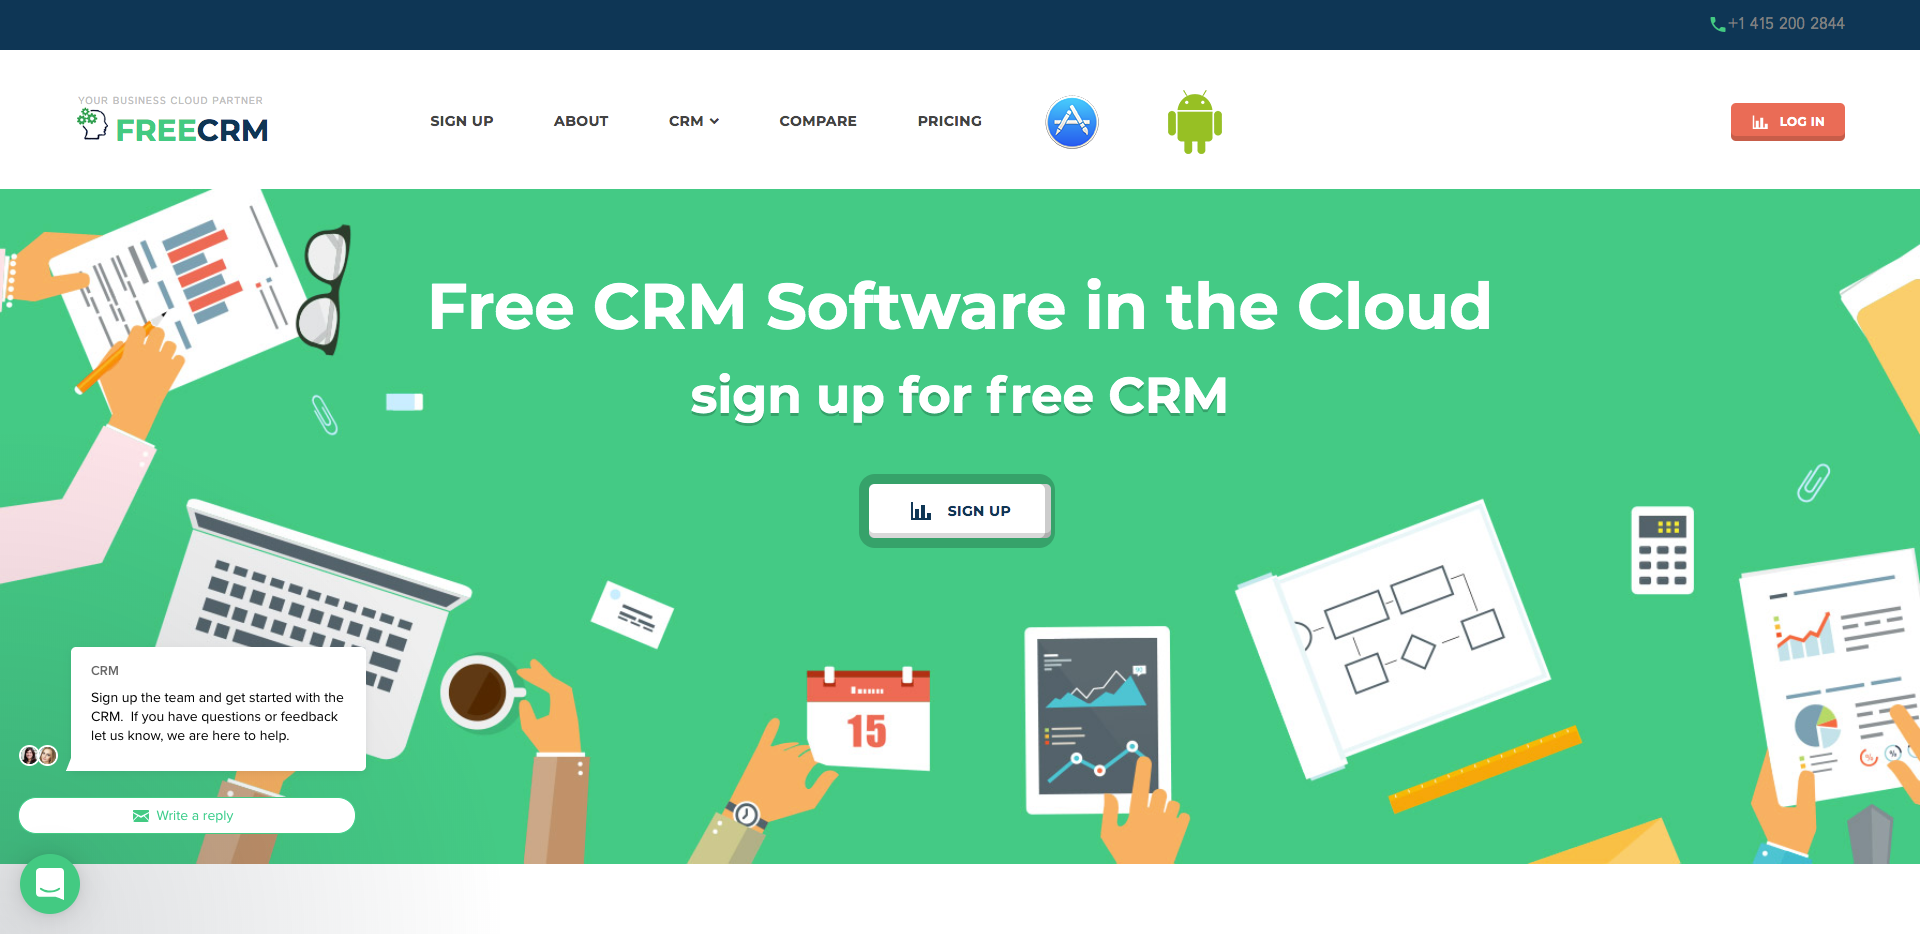 +1 415 200 2844
YOUR BUSINESS CLOUD PARTNER
FREECRM
SIGN UP
ABOUT
CRM
COMPARE
PRICING
LOG IN
Free CRM Software in the Cloud
sign up for free CRM
SIGN UP
CRM
Sign up the team and get started with the
CRM. If you have questions or feedback
let us know, we are here to help.
Write a reply
15
%
%